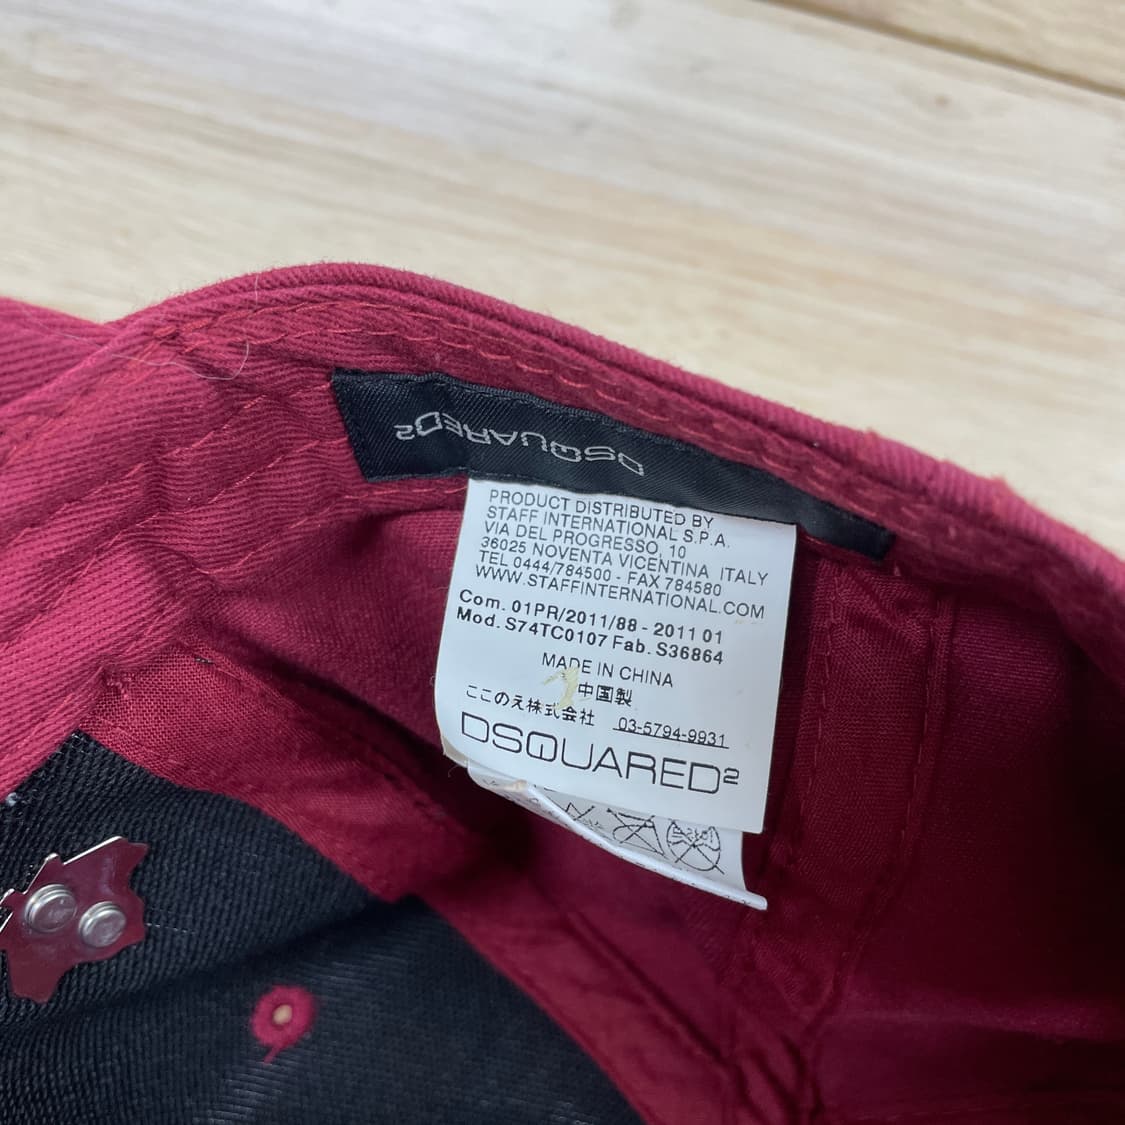 DSQUARED²
PRODUCT DISTRIBUTED BY
STAFF INTERNATIONAL S.P.A.
VIA DEL PROGRESSO, 10
36025 NOVENTA VICENTINA ITALY
TEL 0444/784500 - FAX 784580
WWW.STAFFINTERNATIONAL.COM
Com. 01PR/2011/88 - 2011 01
Mod. S74TC0107 Fab. S36864
MADE IN CHINA
中国製
ここのえ株式会社 03-5794-9931
DSQUARED²